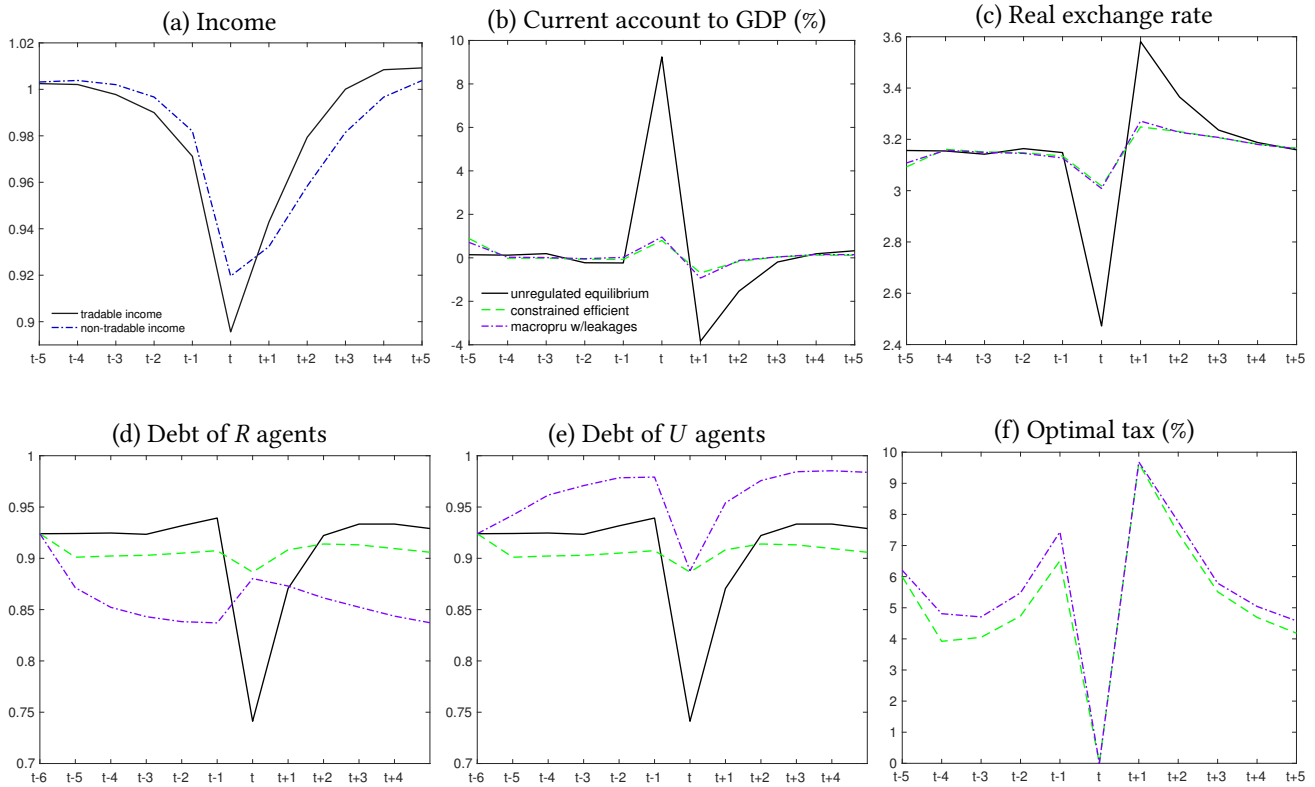 (a) Income
1.02
1
0.98
0.96
0.94
0.92
0.9
tradable income
non-tradable income
t-5 t-4 t-3 t-2 t-1 t t+1 t+2 t+3 t+4 t+5
(b) Current account to GDP (%)
10
8
6
4
2
0
-2
-4
unregulated equilibrium
constrained efficient
macropru w/leakages
t-5 t-4 t-3 t-2 t-1 t t+1 t+2 t+3 t+4 t+5
(c) Real exchange rate
3.6
3.4
3.2
3
2.8
2.6
2.4
t-5 t-4 t-3 t-2 t-1 t t+1 t+2 t+3 t+4 t+5
(d) Debt of R agents
1
0.95
0.9
0.85
0.8
0.75
0.7
t-6 t-5 t-4 t-3 t-2 t-1 t t+1 t+2 t+3 t+4
(e) Debt of U agents
1
0.95
0.9
0.85
0.8
0.75
0.7
t-6 t-5 t-4 t-3 t-2 t-1 t t+1 t+2 t+3 t+4
(f) Optimal tax (%)
10
9
8
7
6
5
4
3
2
1
0
t-5 t-4 t-3 t-2 t-1 t t+1 t+2 t+3 t+4 t+5